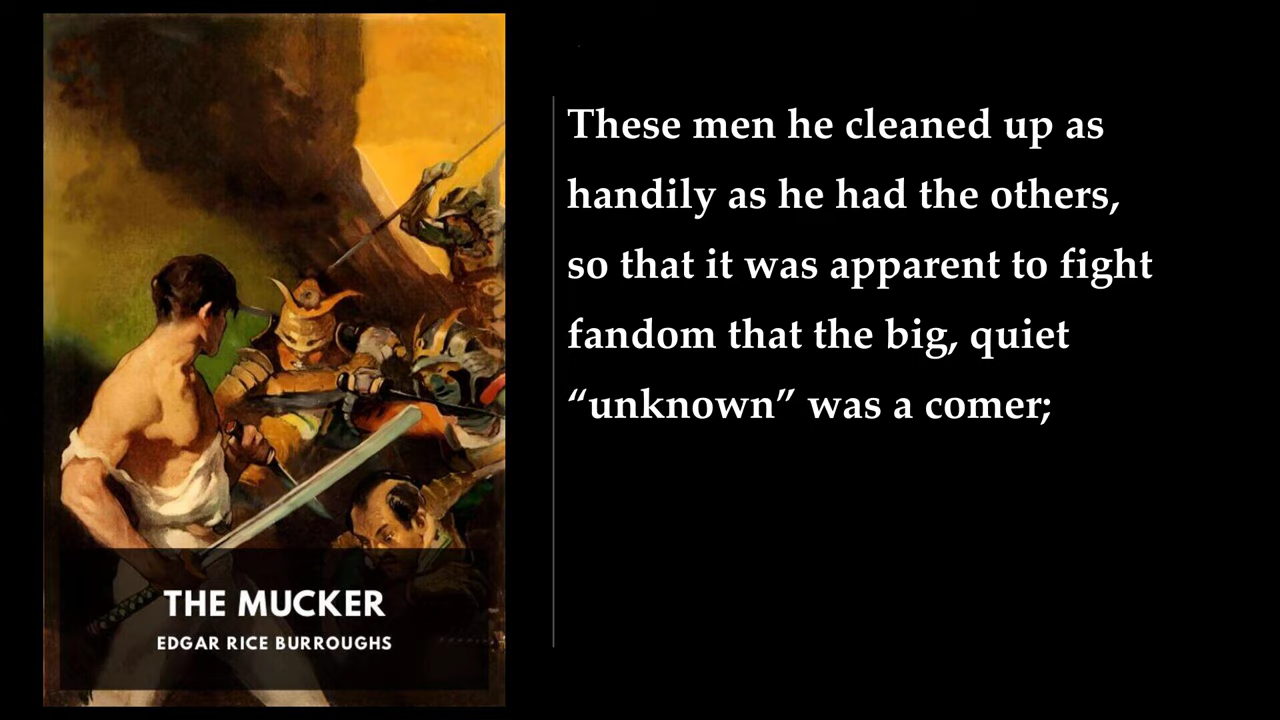 These men he cleaned up as
handily as he had the others,
so that it was apparent to fight
fandom that the big, quiet
“unknown” was a comer;
THE MUCKER
EDGAR RICE BURROUGHS